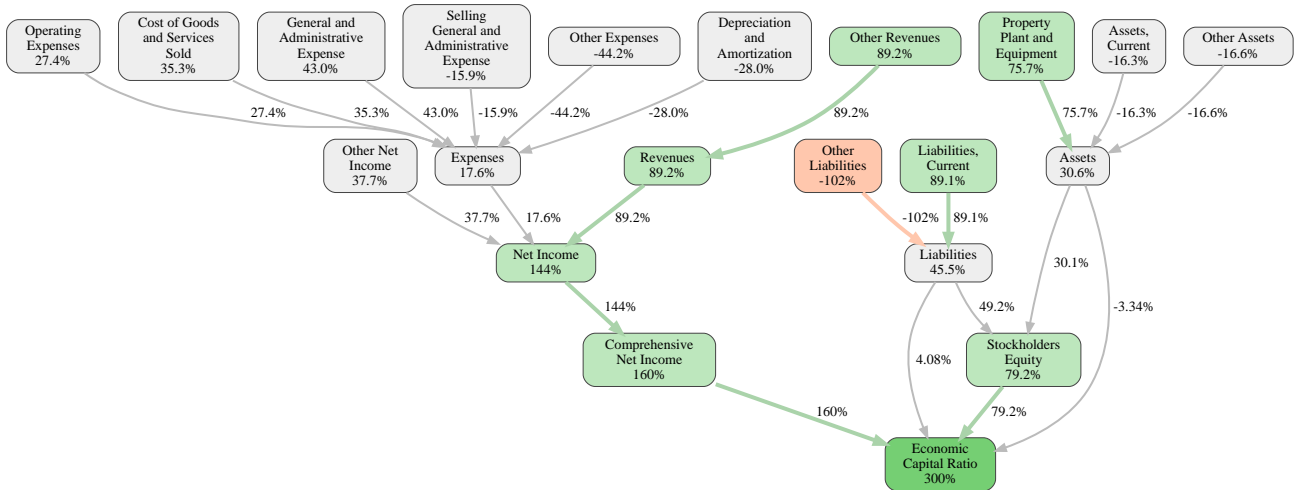 Operating
Expenses
27.4%
Cost of Goods
and Services
Sold
35.3%
General and
Administrative
Expense
43.0%
Selling
General and
Administrative
Expense
-15.9%
Other Expenses
-44.2%
Depreciation
and
Amortization
-28.0%
Other Revenues
89.2%
Property
Plant and
Equipment
75.7%
Assets,
Current
-16.3%
Other Assets
-16.6%
27.4%
35.3%
43.0%
-15.9%
-44.2%
-28.0%
89.2%
75.7%
-16.3%
-16.6%
Other Net
Income
37.7%
Expenses
17.6%
Revenues
89.2%
Other
Liabilities
-102%
Liabilities,
Current
89.1%
Assets
30.6%
37.7%
17.6%
89.2%
-102%
89.1%
Net Income
144%
Liabilities
45.5%
30.1%
144%
49.2%
-3.34%
Comprehensive
Net Income
160%
4.08%
Stockholders
Equity
79.2%
160%
79.2%
Economic
Capital Ratio
300%